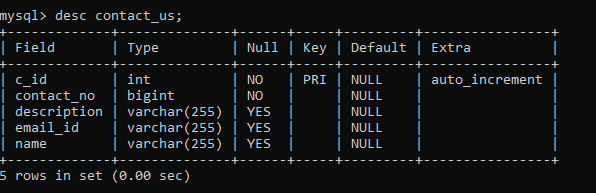 mysql> desc contact_us;
+-------------+--------------+------+-----+---------+----------------+
| Field       | Type         | Null | Key | Default | Extra          |
+-------------+--------------+------+-----+---------+----------------+
| c_id        | int          | NO   | PRI | NULL    | auto_increment |
| contact_no  | bigint       | NO   |     | NULL    |                |
| description | varchar(255) | YES  |     | NULL    |                |
| email_id    | varchar(255) | YES  |     | NULL    |                |
| name        | varchar(255) | YES  |     | NULL    |                |
+-------------+--------------+------+-----+---------+----------------+
5 rows in set (0.00 sec)